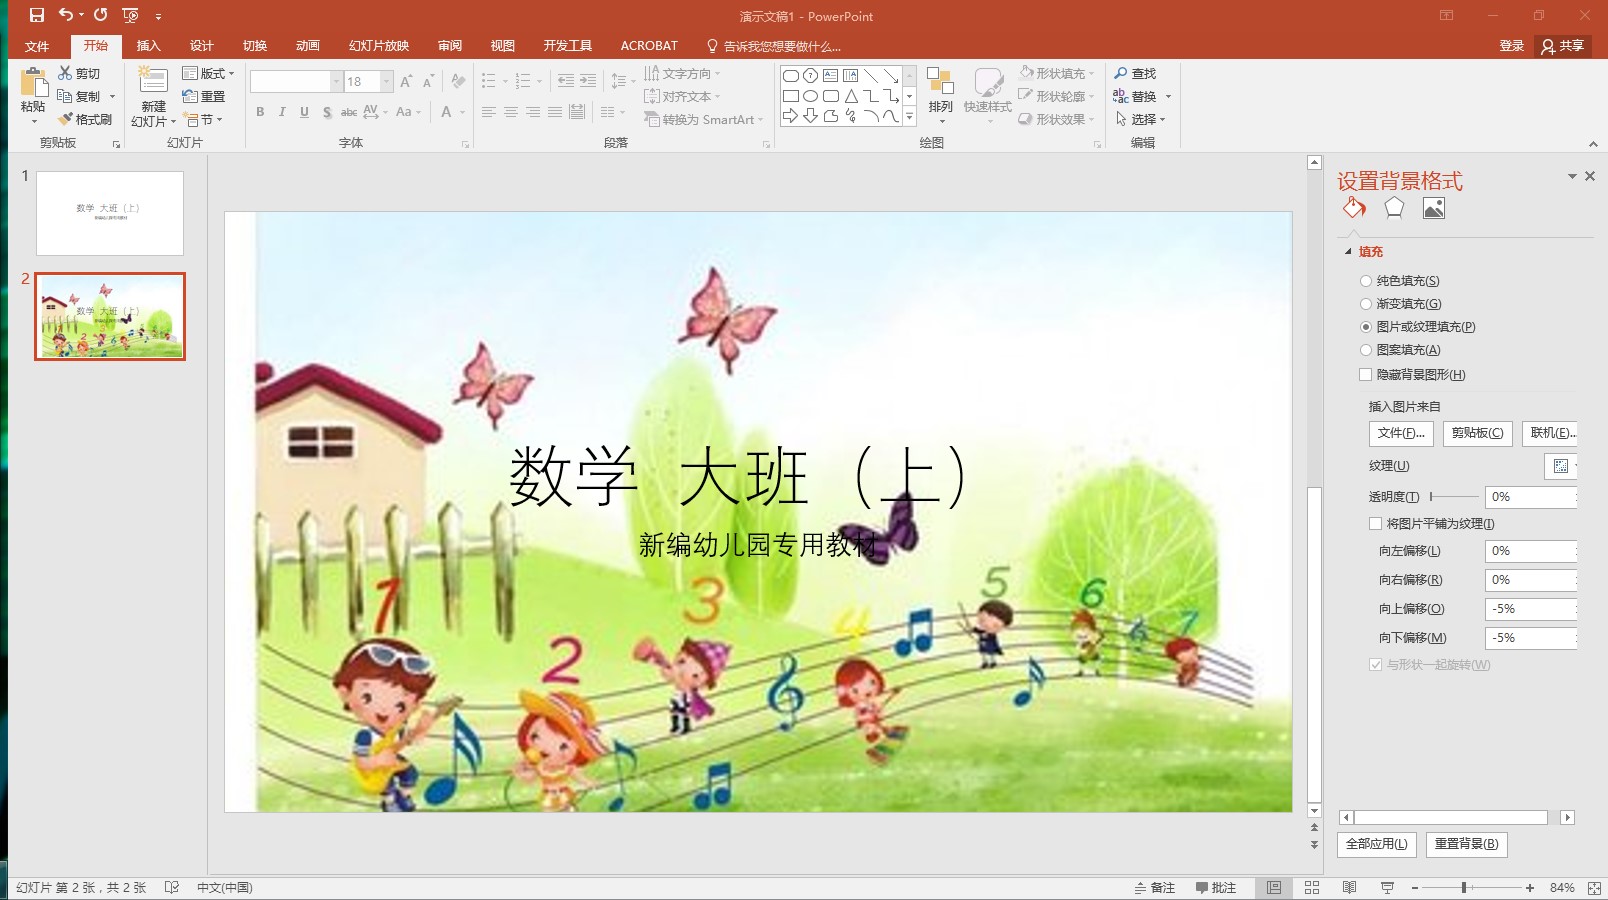 演示文稿1 - PowerPoint
文件 开始 插入 设计 切换 动画 幻灯片放映 审阅 视图 开发工具 ACROBAT 告诉我您想要做什么... 登录 共享
粘贴 剪切 复制 格式刷 剪贴板
新建 幻灯片 版式 重置 节 幻灯片
18
B I U S abc AV Aa A 字体
文字方向 对齐文本 转换为 SmartArt 段落
排列 快速样式 形状填充 形状轮廓 形状效果 绘图
查找 替换 选择 编辑
1
数学 大班 (上)
2
数学 大班 (上)
数学 大班 (上)
新编幼儿园专用教材
1 2 3 4 5 6 7
设置背景格式
填充
纯色填充(S)
渐变填充(G)
图片或纹理填充(P)
图案填充(A)
隐藏背景图形(H)
插入图片来自
文件(F)... 剪贴板(C) 联机(E)...
纹理(U)
透明度(T) 0%
将图片平铺为纹理(I)
向左偏移(L) 0%
向右偏移(R) 0%
向上偏移(O) -5%
向下偏移(M) -5%
与形状一起旋转(W)
全部应用(L) 重置背景(B)
幻灯片 第 2 张，共 2 张 中文(中国) 备注 批注 84%